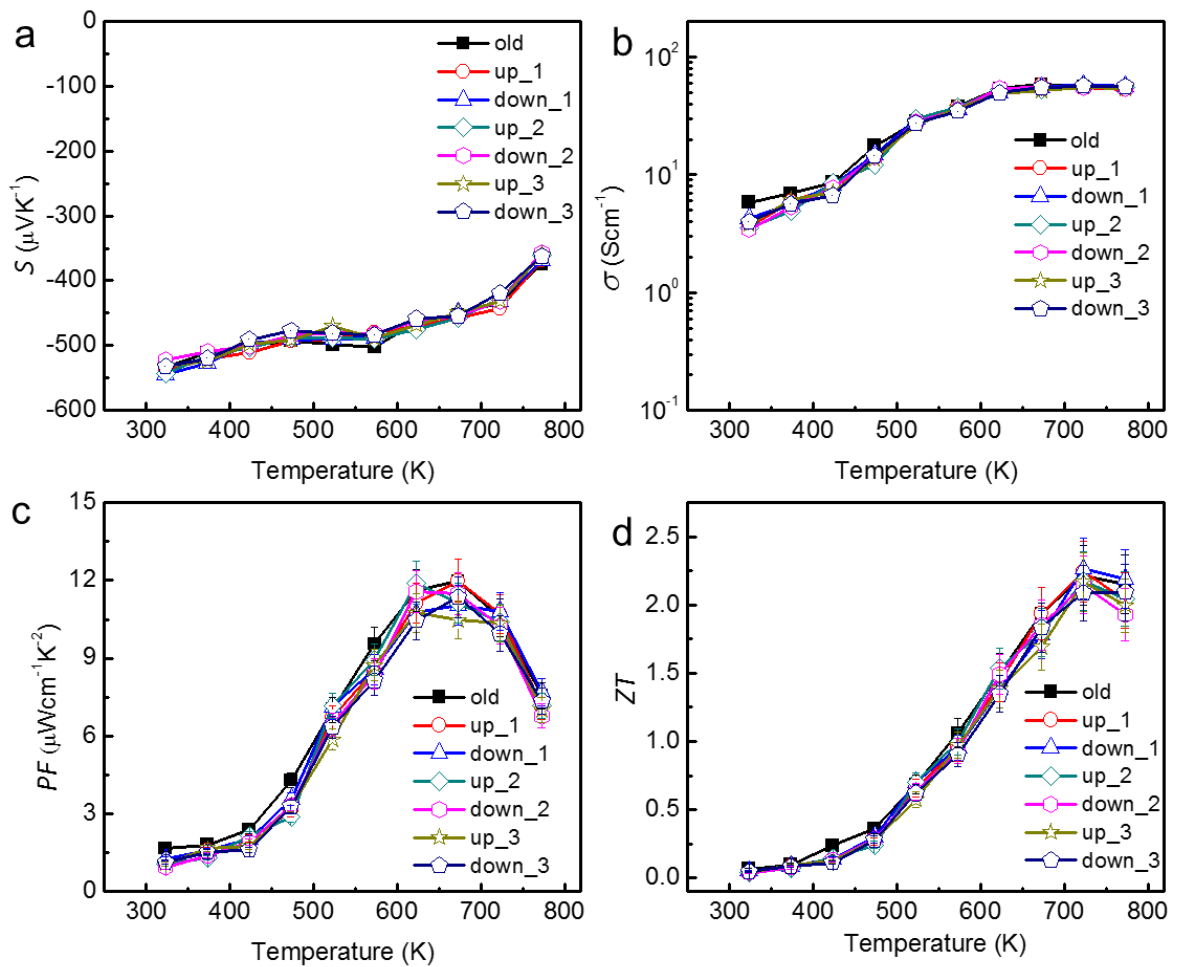 a
0
-100
-200
-300
-400
-500
-600
S (μVK⁻¹)
old
up_1
down_1
up_2
down_2
up_3
down_3
300 400 500 600 700 800
Temperature (K)
b
10²
10¹
10⁰
10⁻¹
σ (Scm⁻¹)
old
up_1
down_1
up_2
down_2
up_3
down_3
300 400 500 600 700 800
Temperature (K)
c
15
12
9
6
3
0
PF (μWcm⁻¹K⁻²)
old
up_1
down_1
up_2
down_2
up_3
down_3
300 400 500 600 700 800
Temperature (K)
d
2.5
2.0
1.5
1.0
0.5
0.0
ZT
old
up_1
down_1
up_2
down_2
up_3
down_3
300 400 500 600 700 800
Temperature (K)